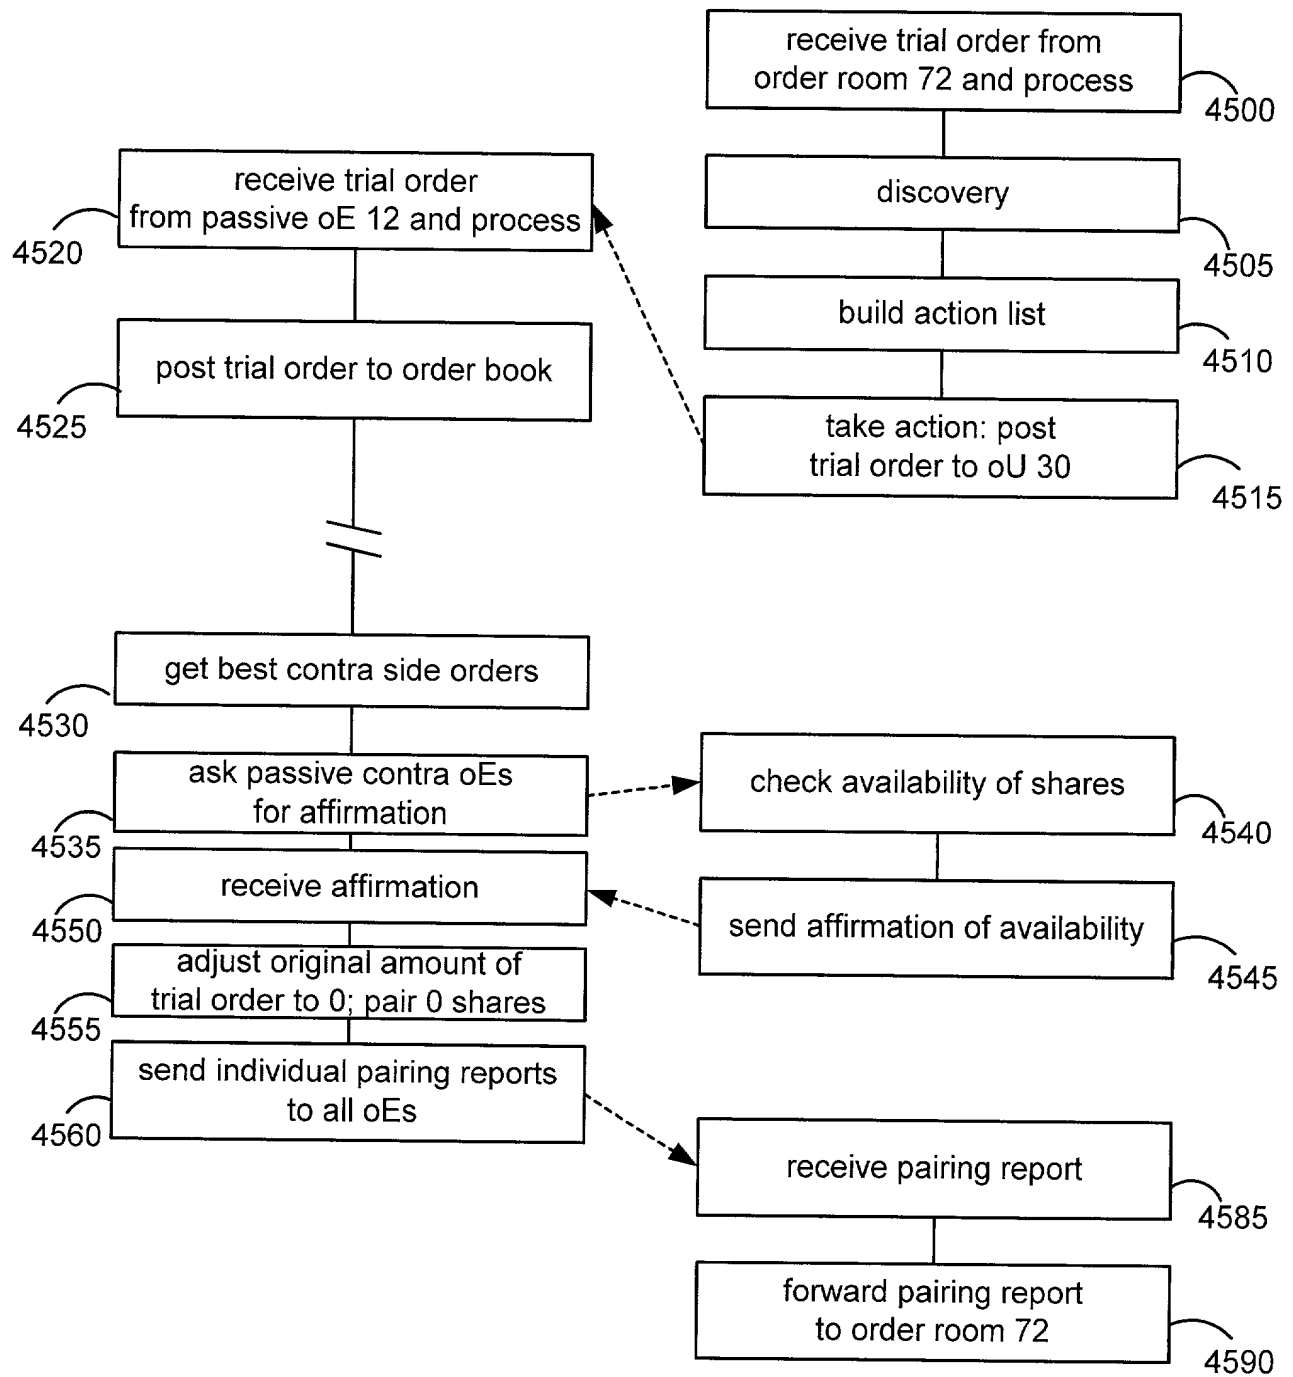 receive trial order from
order room 72 and process
4500
discovery
4505
build action list
4510
take action: post
trial order to oU 30
4515
receive trial order
from passive oE 12 and process
4520
post trial order to order book
4525
get best contra side orders
4530
ask passive contra oEs
for affirmation
4535
check availability of shares
4540
send affirmation of availability
4545
receive affirmation
4550
adjust original amount of
trial order to 0; pair 0 shares
4555
send individual pairing reports
to all oEs
4560
receive pairing report
4585
forward pairing report
to order room 72
4590